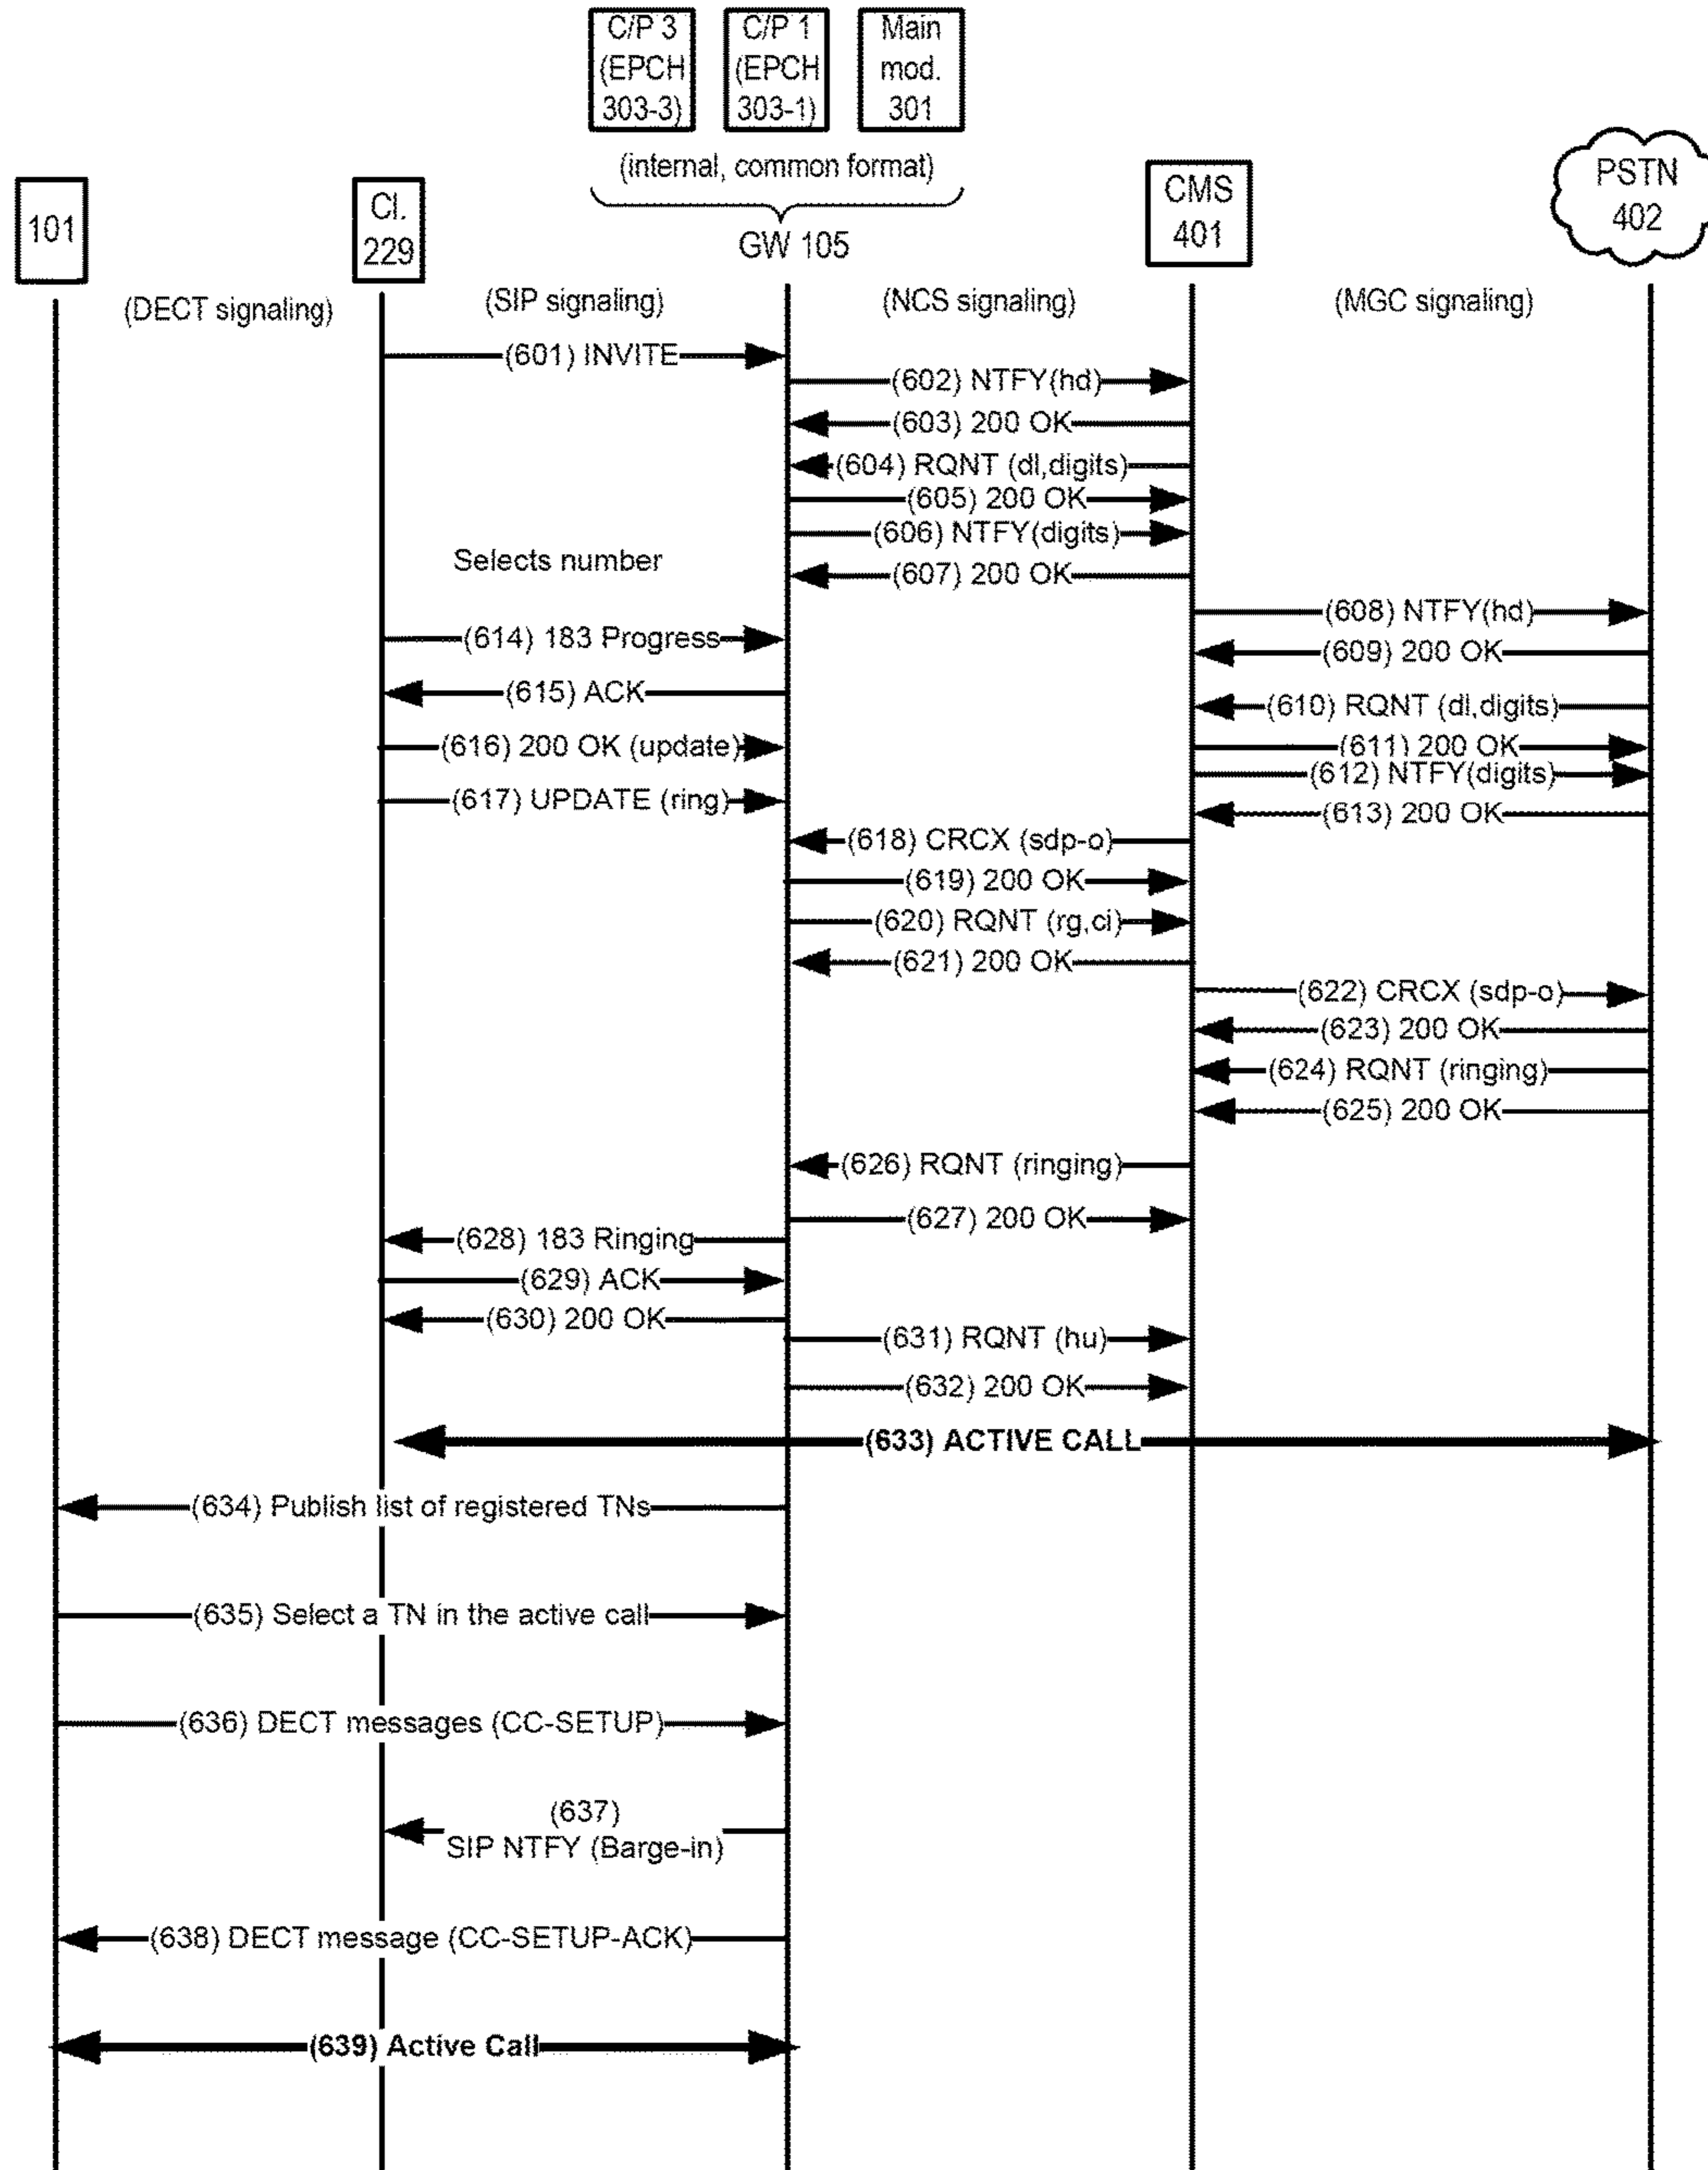 C/P 3
(EPCH
303-3)
C/P 1
(EPCH
303-1)
Main
mod.
301
(internal, common format)
GW 105
101
Cl.
229
CMS
401
PSTN
402
(DECT signaling)
(SIP signaling)
(NCS signaling)
(MGC signaling)
(601) INVITE
(602) NTFY(hd)
(603) 200 OK
(604) RQNT (dl,digits)
(605) 200 OK
(606) NTFY(digits)
Selects number
(607) 200 OK
(608) NTFY(hd)
(614) 183 Progress
(609) 200 OK
(615) ACK
(610) RQNT (dl,digits)
(616) 200 OK (update)
(611) 200 OK
(612) NTFY(digits)
(617) UPDATE (ring)
(613) 200 OK
(618) CRCX (sdp-o)
(619) 200 OK
(620) RQNT (rg,ci)
(621) 200 OK
(622) CRCX (sdp-o)
(623) 200 OK
(624) RQNT (ringing)
(625) 200 OK
(626) RQNT (ringing)
(627) 200 OK
(628) 183 Ringing
(629) ACK
(630) 200 OK
(631) RQNT (hu)
(632) 200 OK
(633) ACTIVE CALL
(634) Publish list of registered TNs
(635) Select a TN in the active call
(636) DECT messages (CC-SETUP)
(637)
SIP NTFY (Barge-in)
(638) DECT message (CC-SETUP-ACK)
(639) Active Call